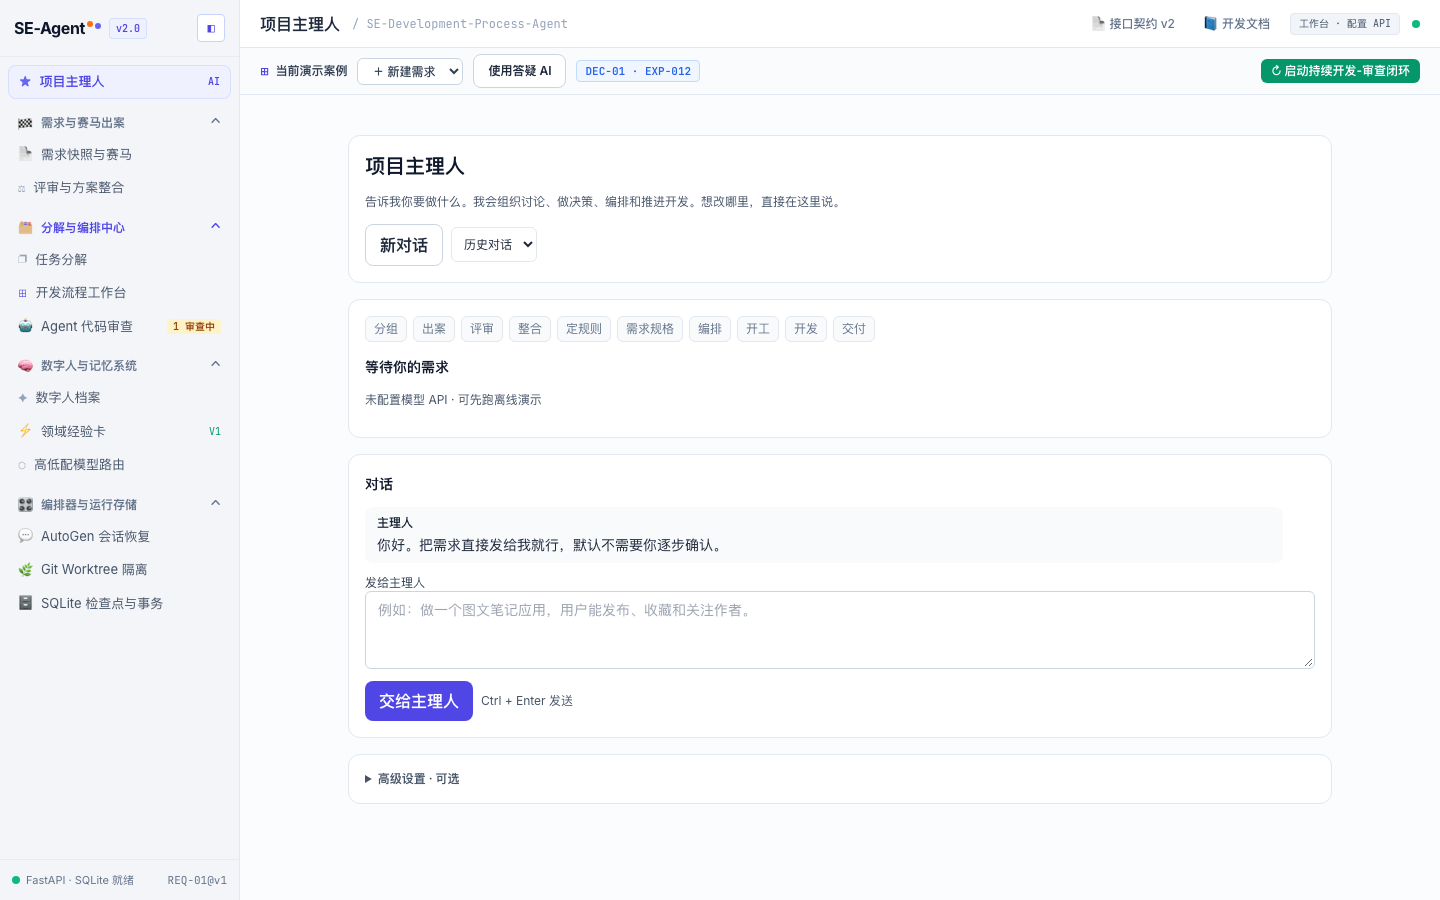 SE-Agent v2.0
项目主理人 AI
需求与赛马出案
需求快照与赛马
评审与方案整合
分解与编排中心
任务分解
开发流程工作台
Agent 代码审查 1 审查中
数字人与记忆系统
数字人档案
领域经验卡 V1
高低配模型路由
编排器与运行存储
AutoGen 会话恢复
Git Worktree 隔离
SQLite 检查点与事务
FastAPI · SQLite 就绪 REQ-01@v1
项目主理人 / SE-Development-Process-Agent 接口契约 v2 开发文档 工作台 · 配置 API
当前演示案例 ＋ 新建需求 使用答疑 AI DEC-01 · EXP-012 ↻ 启动持续开发-审查闭环
项目主理人
告诉我你要做什么。我会组织讨论、做决策、编排和推进开发。想改哪里，直接在这里说。
新对话 历史对话
分组 出案 评审 整合 定规则 需求规格 编排 开工 开发 交付
等待你的需求
未配置模型 API · 可先跑离线演示
对话
主理人
你好。把需求直接发给我就行，默认不需要你逐步确认。
发给主理人
例如：做一个图文笔记应用，用户能发布、收藏和关注作者。
交给主理人 Ctrl + Enter 发送
高级设置 · 可选